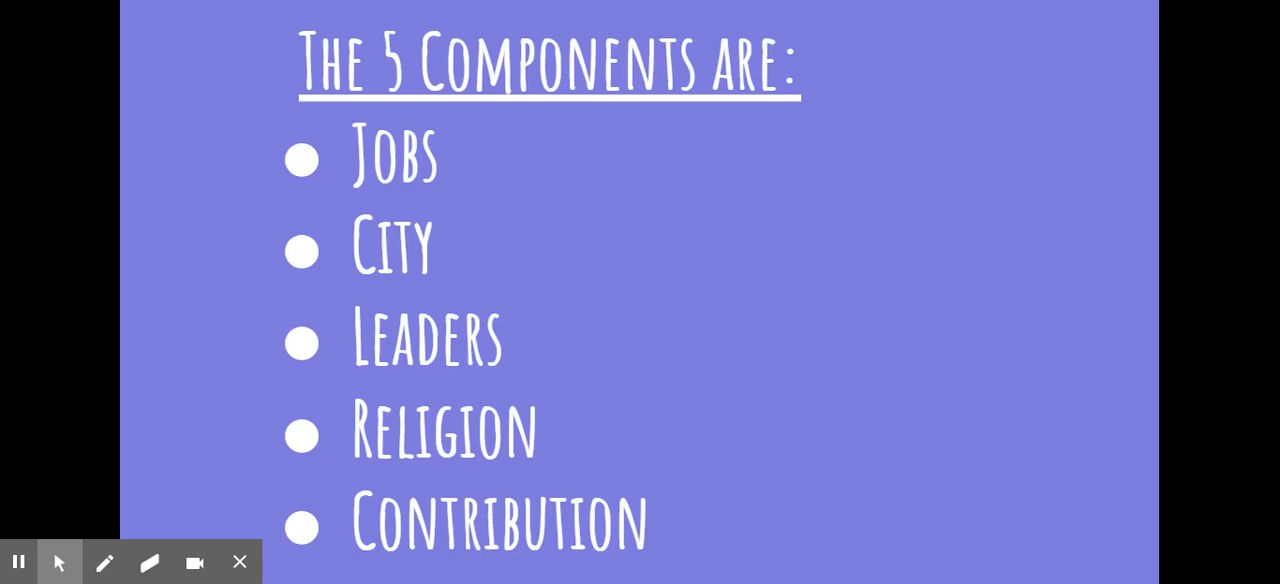 The 5 Components are:
● Jobs
● City
● Leaders
● Religion
● Contribution